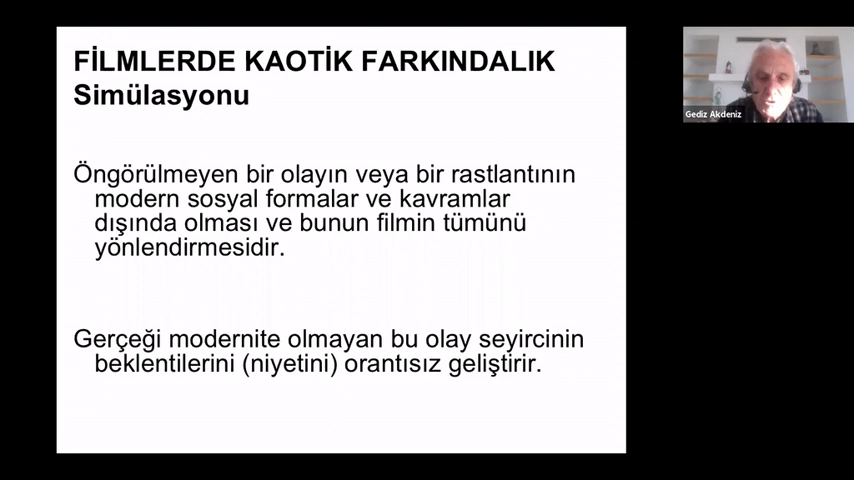 FİLMLERDE KAOTİK FARKINDALIK
Simülasyonu
Öngörülmeyen bir olayın veya bir rastlantının
modern sosyal formalar ve kavramlar
dışında olması ve bunun filmin tümünü
yönlendirmesidir.
Gerçeği modernite olmayan bu olay seyircinin
beklentilerini (niyetini) orantısız geliştirir.
Gediz Akdeniz